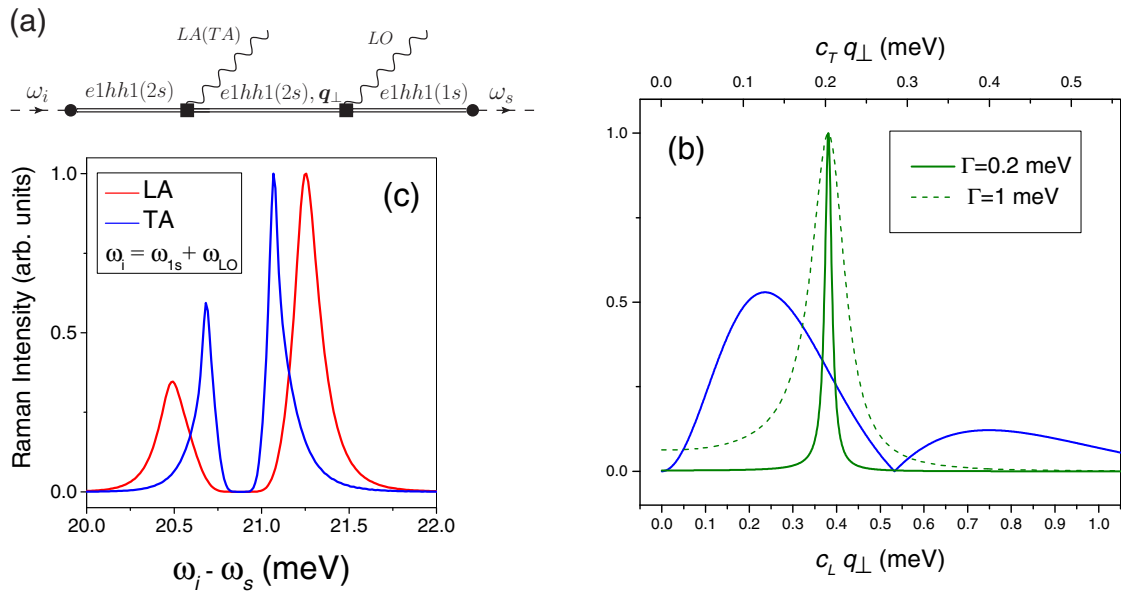 (a)
LA(TA)
LO
ω_i
e1hh1(2s)
e1hh1(2s), q⊥
e1hh1(1s)
ω_s
(c)
LA
TA
ω_i = ω_1s + ω_LO
Raman Intensity (arb. units)
1.0
0.5
0.0
20.0 20.5 21.0 21.5 22.0
ω_i - ω_s (meV)
c_T q⊥ (meV)
0.0 0.1 0.2 0.3 0.4 0.5
(b)
Γ=0.2 meV
Γ=1 meV
1.0
0.5
0.0
0.0 0.1 0.2 0.3 0.4 0.5 0.6 0.7 0.8 0.9 1.0
c_L q⊥ (meV)